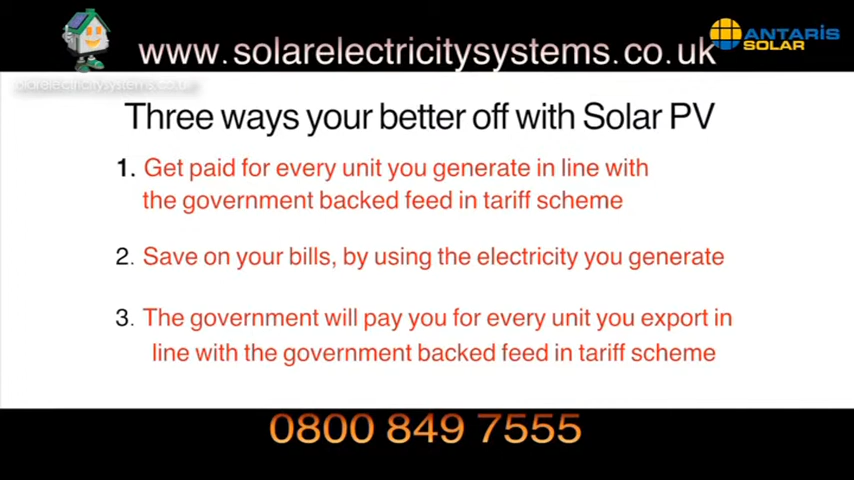 www.solarelectricitysystems.co.uk
ANTARIS
SOLAR
solarelectricitysystems.co.uk
Three ways your better off with Solar PV
1. Get paid for every unit you generate in line with
the government backed feed in tariff scheme
2. Save on your bills, by using the electricity you generate
3. The government will pay you for every unit you export in
line with the government backed feed in tariff scheme
0800 849 7555